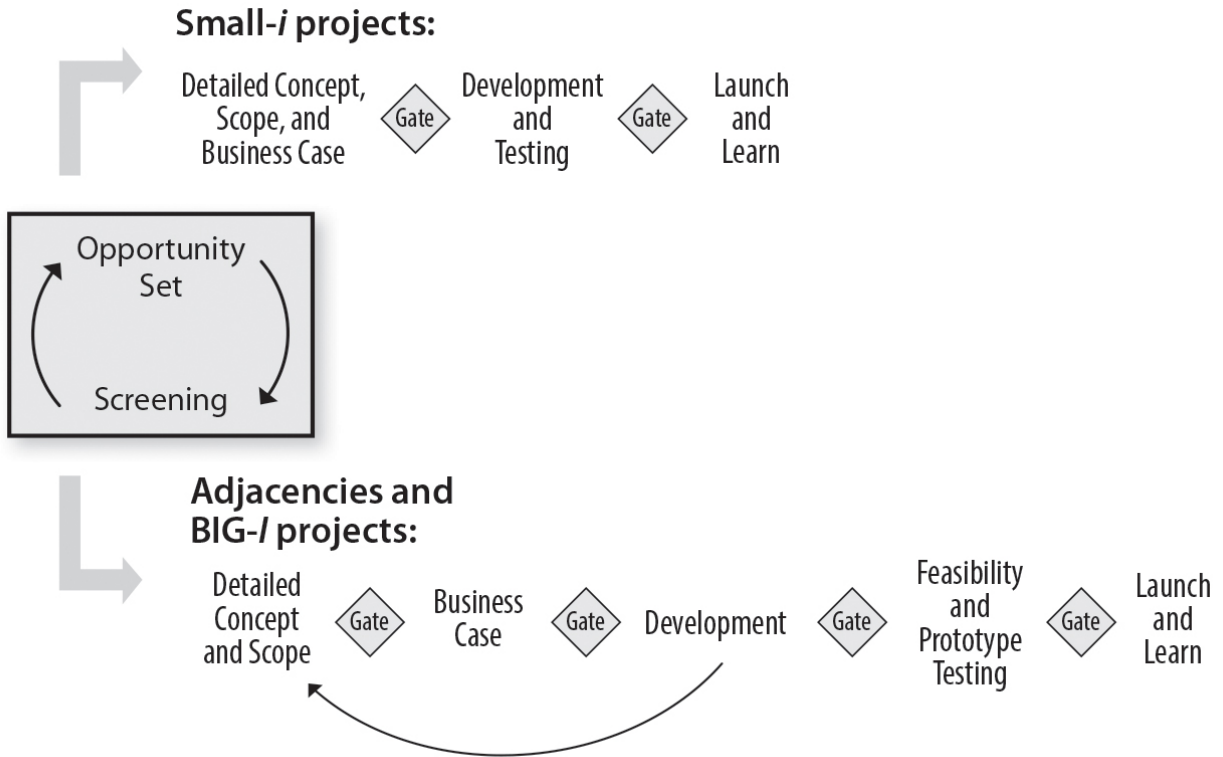 Small-i projects:
Detailed Concept,
Scope, and
Business Case
Gate
Development
and
Testing
Gate
Launch
and
Learn
Opportunity
Set
Screening
Adjacencies and
BIG-I projects:
Detailed
Concept
and Scope
Gate
Business
Case
Gate
Development
Gate
Feasibility
and
Prototype
Testing
Gate
Launch
and
Learn